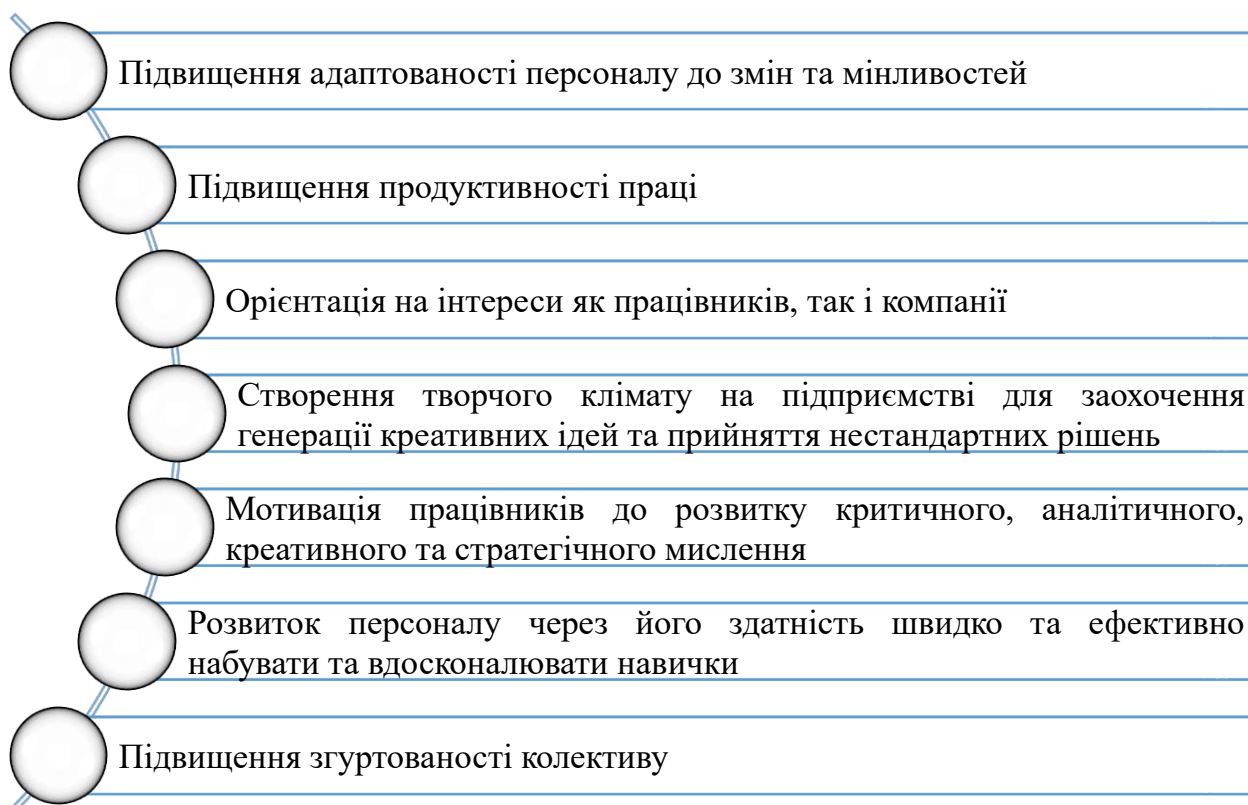 Підвищення адаптованості персоналу до змін та мінливостей
Підвищення продуктивності праці
Орієнтація на інтереси як працівників, так і компанії
Створення творчого клімату на підприємстві для заохочення
генерації креативних ідей та прийняття нестандартних рішень
Мотивація працівників до розвитку критичного, аналітичного,
креативного та стратегічного мислення
Розвиток персоналу через його здатність швидко та ефективно
набувати та вдосконалювати навички
Підвищення згуртованості колективу